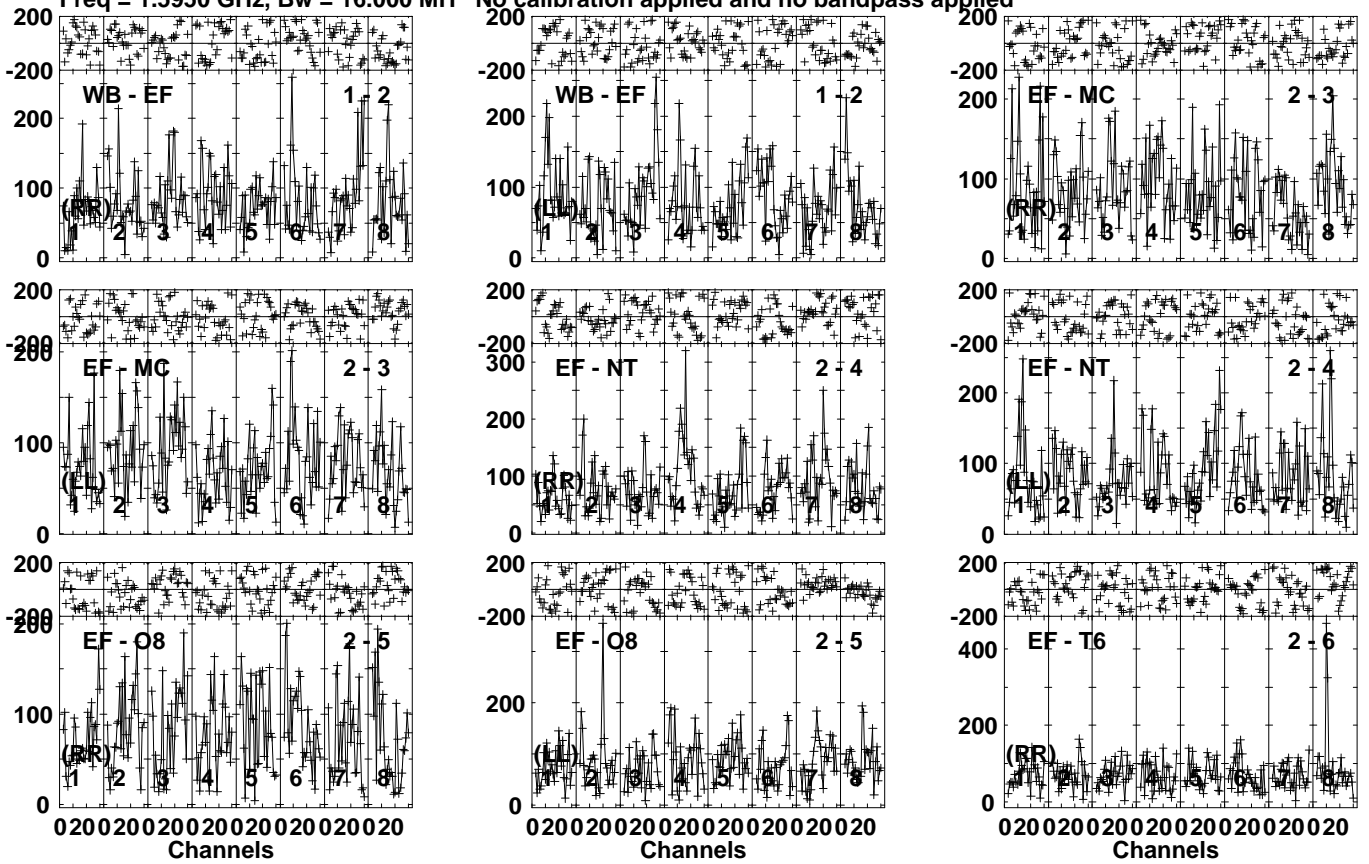 Freq = 1.5950 GHz, Bw = 16.000 MH No calibration applied and no bandpass applied
200 200 200
-200 -200 -200
WB - EF 1 - 2 WB - EF 1 - 2 EF - MC 2 - 3
200 200 200
100 100 100
(RR) (LL) (RR)
1 2 3 4 5 6 7 8 1 2 3 4 5 6 7 8 1 2 3 4 5 6 7 8
0 0 0
200 200 200
-200 -200 -200
200 300
EF - MC 2 - 3 EF - NT 2 - 4 EF - NT 2 - 4
200 200
100 100 100
(LL) (RR) (LL)
1 2 3 4 5 6 7 8 1 2 3 4 5 6 7 8 1 2 3 4 5 6 7 8
0 0 0
200 200 200
-200 -200 -200
200
EF - O8 2 - 5 EF - O8 2 - 5 EF - T6 2 - 6
400
100 200 200
(RR) (LL) (RR)
1 2 3 4 5 6 7 8 1 2 3 4 5 6 7 8 1 2 3 4 5 6 7 8
0 0 0
0 20 0 20 0 20 0 20 0 20 0 20 0 20 0 20 0 20 0 20 0 20 0 20 0 20 0 20 0 20 0 20 0 20 0 20 0 20 0 20 0 20 0 20 0 20 0 20
Channels Channels Channels